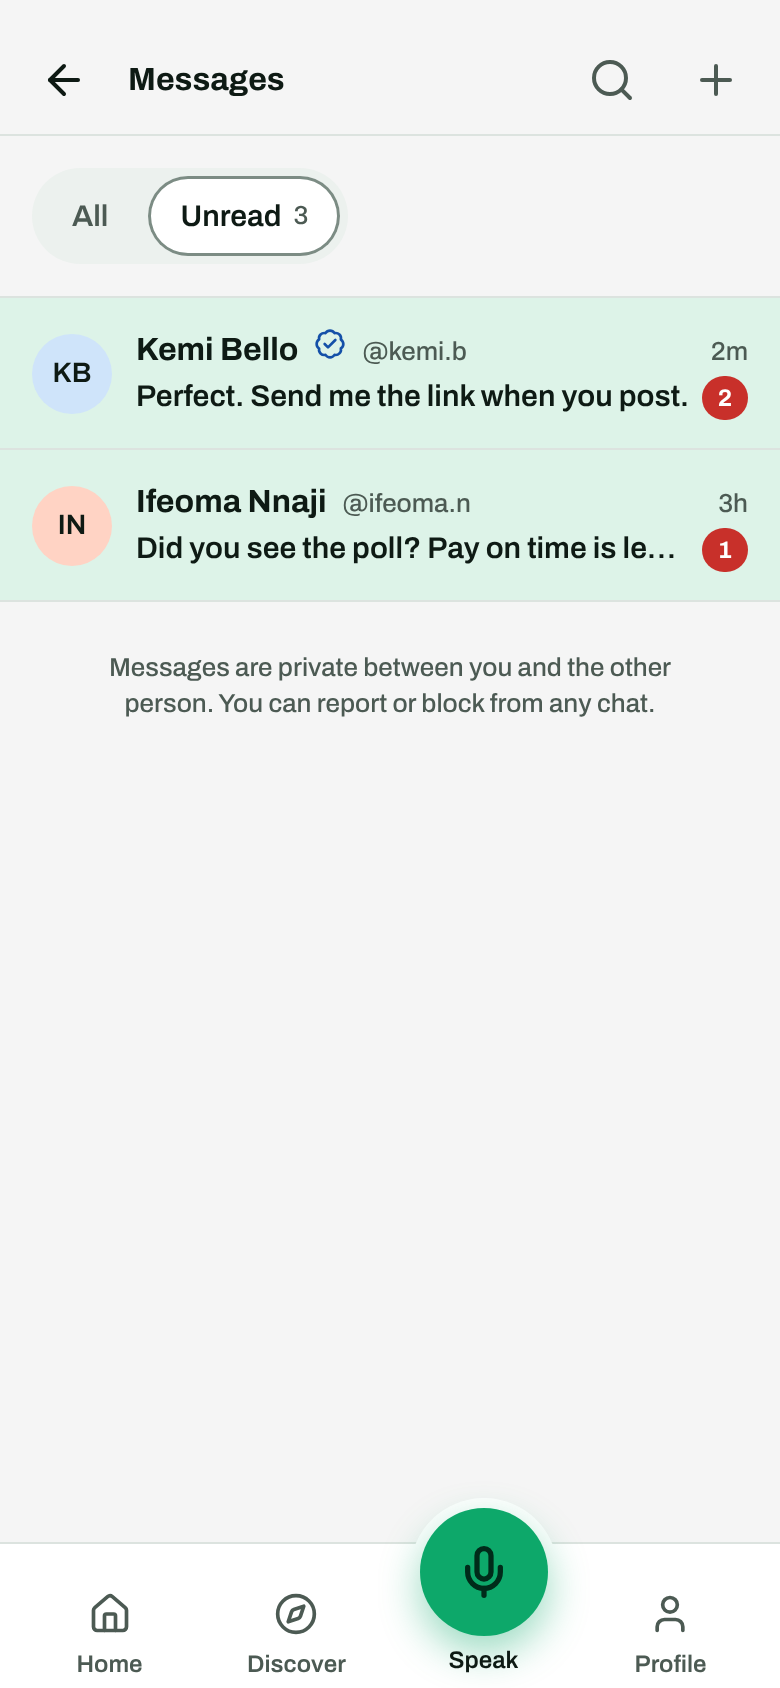 Messages
All
Unread 3
Kemi Bello @kemi.b 2m
KB
Perfect. Send me the link when you post. 2
Ifeoma Nnaji @ifeoma.n 3h
IN
Did you see the poll? Pay on time is le... 1
Messages are private between you and the other
person. You can report or block from any chat.
Home
Discover
Speak
Profile